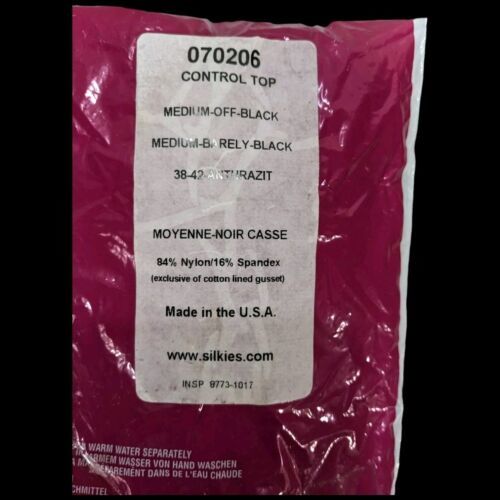 070206
CONTROL TOP
MEDIUM-OFF-BLACK
MEDIUM-BARELY-BLACK
38-42-ANTHRAZIT
MOYENNE-NOIR CASSE
84% Nylon/16% Spandex
(exclusive of cotton lined gusset)
Made in the U.S.A.
www.silkies.com
INSP 9773-1017
WARM WATER SEPARATELY
WASSER VON HAND WASCHEN
DANS DE L'EAU CHAUDE